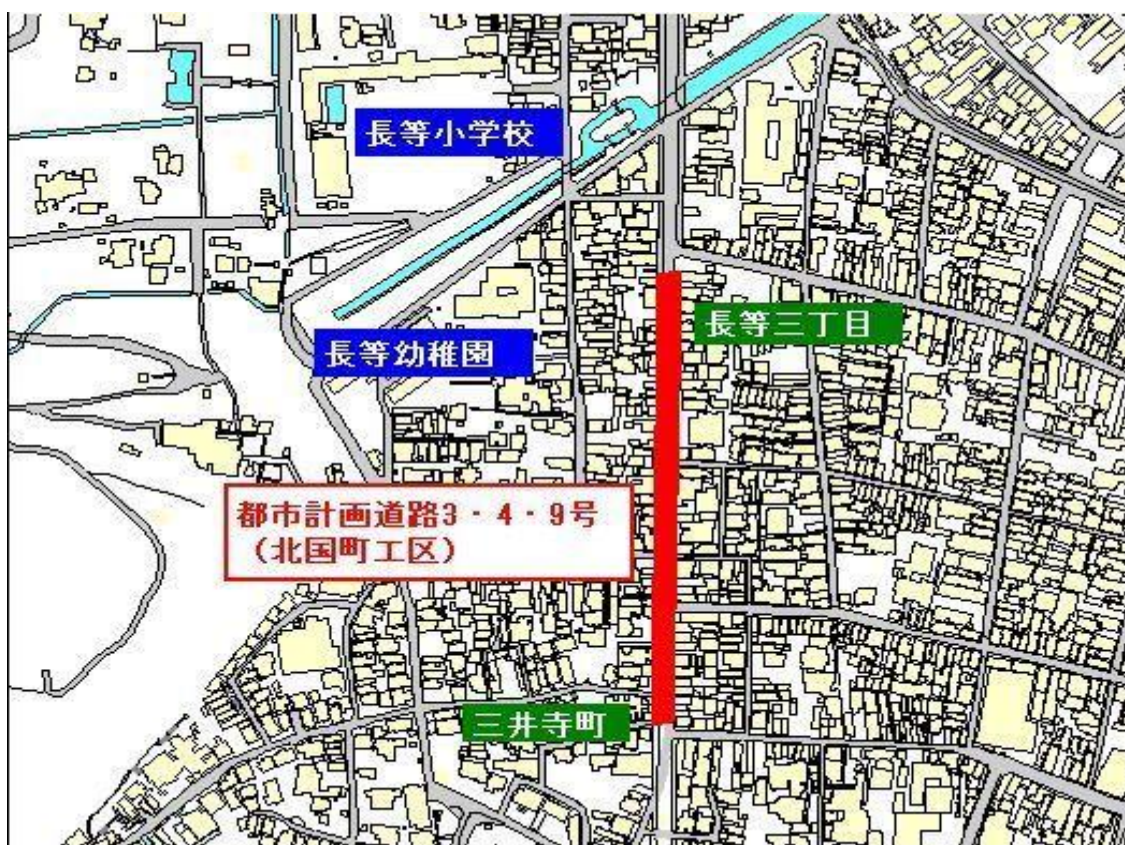 長等小学校
長等三丁目
長等幼稚園
都市計画道路3・4・9号
（北国町工区）
三井寺町